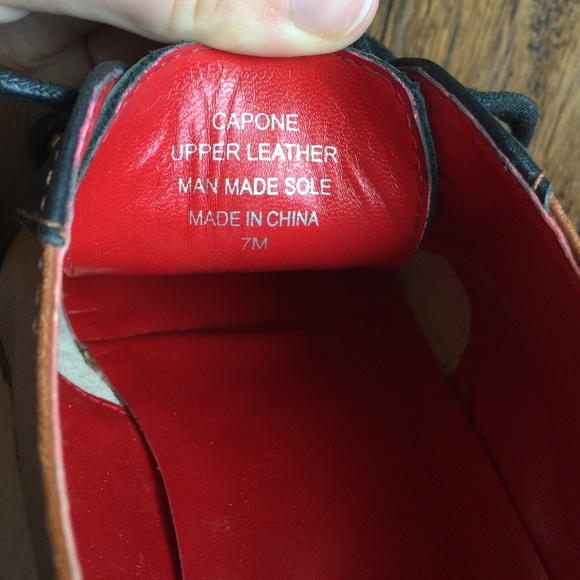 CAPONE
UPPER LEATHER
MAN MADE SOLE
MADE IN CHINA
7M